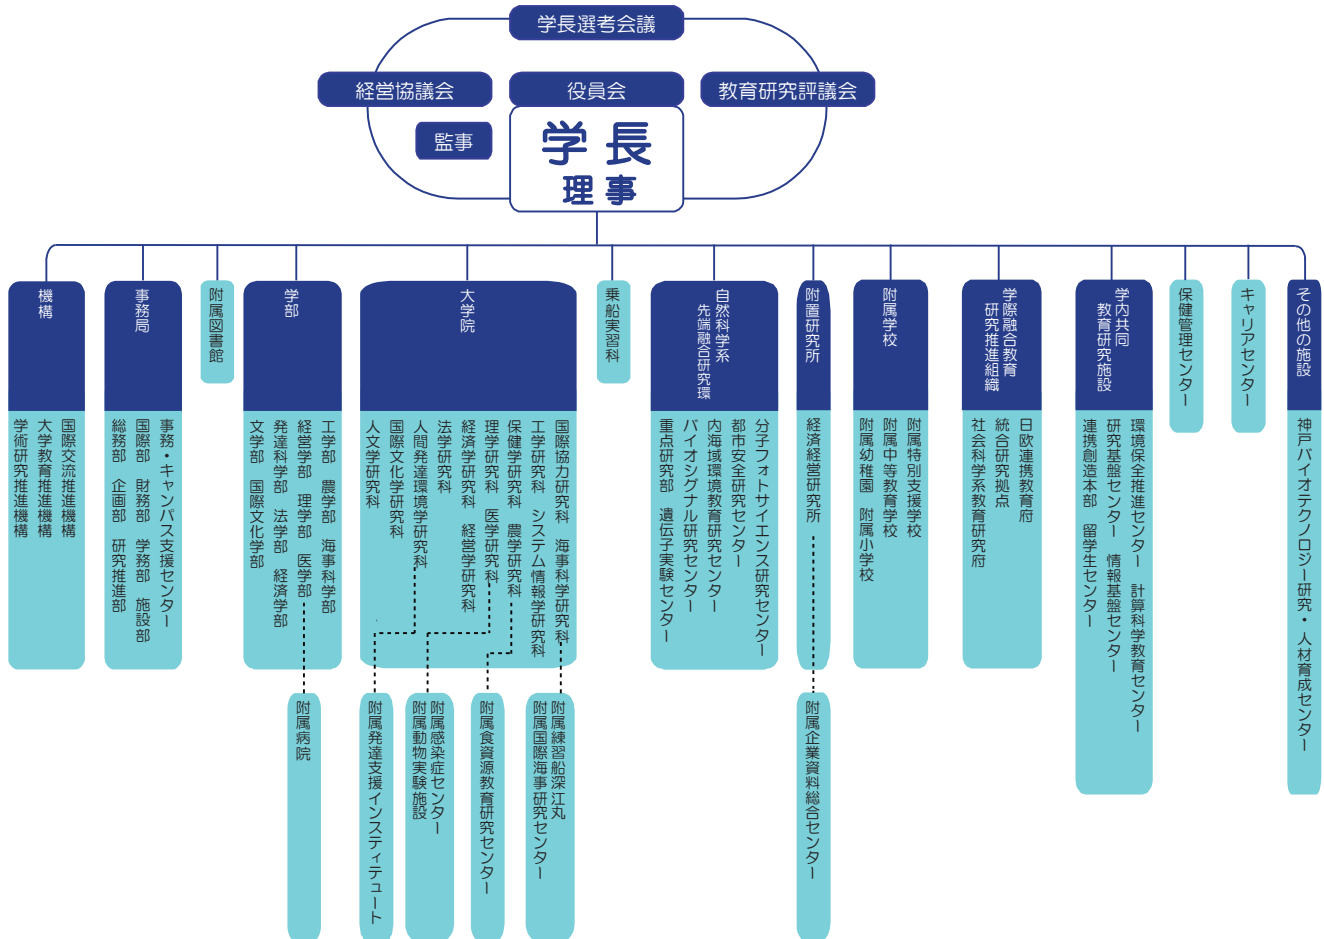 学長選考会議
経営協議会
役員会
教育研究評議会
監事
学長
理事
機構
学術研究推進機構
大学教育推進機構
国際交流推進機構
事務局
総務部 企画部 研究推進部
国際部 財務部 学務部 施設部
事務・キャンパス支援センター
附属図書館
学部
文学部 国際文化学部
発達科学部 法学部 経済学部
経営学部 理学部 医学部
工学部 農学部 海事科学部
附属病院
大学院
人文学研究科
国際文化学研究科
人間発達環境学研究科
法学研究科
経済学研究科 経営学研究科
理学研究科 医学研究科
保健学研究科 農学研究科
工学研究科 システム情報学研究科
国際協力研究科 海事科学研究科
附属発達支援インスティテュート
附属感染症センター
附属動物実験施設
附属食資源教育研究センター
附属練習船深江丸
附属国際海事研究センター
乗船実習科
自然科学系
先端融合研究環
重点研究部 遺伝子実験センター
バイオシグナル研究センター
内海域環境教育研究センター
都市安全研究センター
分子フォトサイエンス研究センター
附置研究所
経済経営研究所
附属企業資料総合センター
附属学校
附属幼稚園 附属小学校
附属中等教育学校
附属特別支援学校
学際融合教育
研究推進組織
社会科学系教育研究府
統合研究拠点
日欧連携教育府
学内共同
教育研究施設
連携創造本部 留学生センター
研究基盤センター 情報基盤センター
環境保全推進センター 計算科学教育センター
保健管理センター
キャリアセンター
その他の施設
神戸バイオテクノロジー研究・人材育成センター